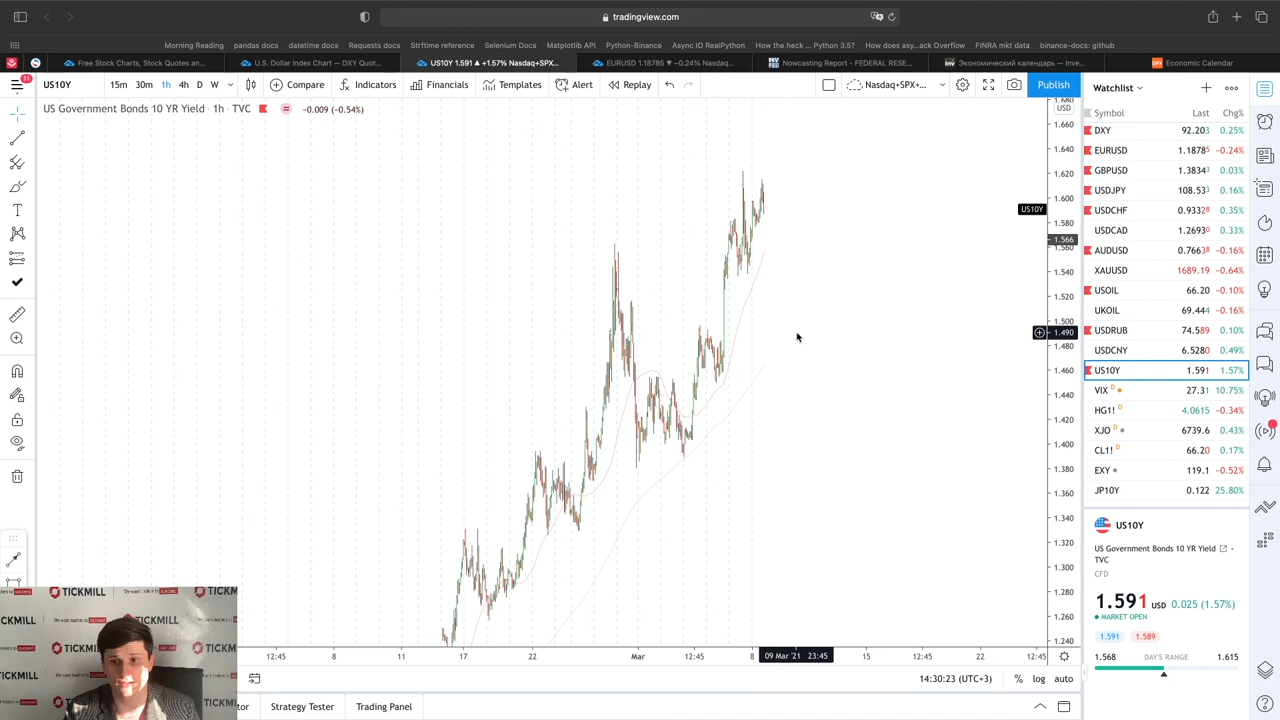 tradingview.com
Morning Reading pandas docs datetime docs Requests docs Strftime reference Selenium Docs Matplotlib API Python-Binance Async IO RealPython How the heck ... Python 3.5? How does asy...ack Overflow FINRA mkt data binance-docs: github
Free Stock Charts, Stock Quotes an... U.S. Dollar Index Chart — DXY Quot... US10Y 1.591 ▲ +1.57% Nasdaq+SPX... EURUSD 1.18785 ▼ −0.24% Nasdaq... Nowcasting Report - FEDERAL RESE... Экономический календарь — Inve... Economic Calendar
11
US10Y 15m 30m 1h 4h D W Compare Indicators Financials Templates Alert Replay Nasdaq+SPX+... Publish
US Government Bonds 10 YR Yield · 1h · TVC -0.009 (-0.54%)
1.680
USD
1.660
1.640
1.620
1.600
US10Y
1.580
1.566
1.560
1.540
1.520
1.500
1.490
1.480
1.460
1.440
1.420
1.400
1.380
1.360
1.340
1.320
1.300
1.280
1.260
1.240
12:45 8 11 17 22 Mar 12:45 8 09 Mar '21 23:45 15 12:45 22 12:45
14:30:23 (UTC+3) % log auto
tor Strategy Tester Trading Panel
Watchlist
Symbol Last Chg%
DXY 92.203 0.25%
EURUSD 1.18785 −0.24%
GBPUSD 1.38343 0.03%
USDJPY 108.533 0.18%
USDCHF 0.93328 0.35%
USDCAD 1.26930 0.33%
AUDUSD 0.76638 −0.16%
XAUUSD 1689.19 −0.64%
USOIL 66.20 −0.10%
UKOIL 69.444 −0.16%
USDRUB 74.589 0.10%
USDCNY 6.5280 0.49%
US10Y 1.591 1.57%
VIX D 27.31 10.75%
HG1! D 4.0615 −0.34%
XJO D 6739.6 0.43%
CL1! D 66.20 0.17%
EXY 119.1 −0.52%
JP10Y 0.122 25.80%
US10Y
US Government Bonds 10 YR Yield ·
TVC
CFD
1.591 USD 0.025 (1.57%)
MARKET OPEN
1.591 1.589
1.568 DAY'S RANGE 1.615
TICKMILL
TICKMILL
TICKMILL